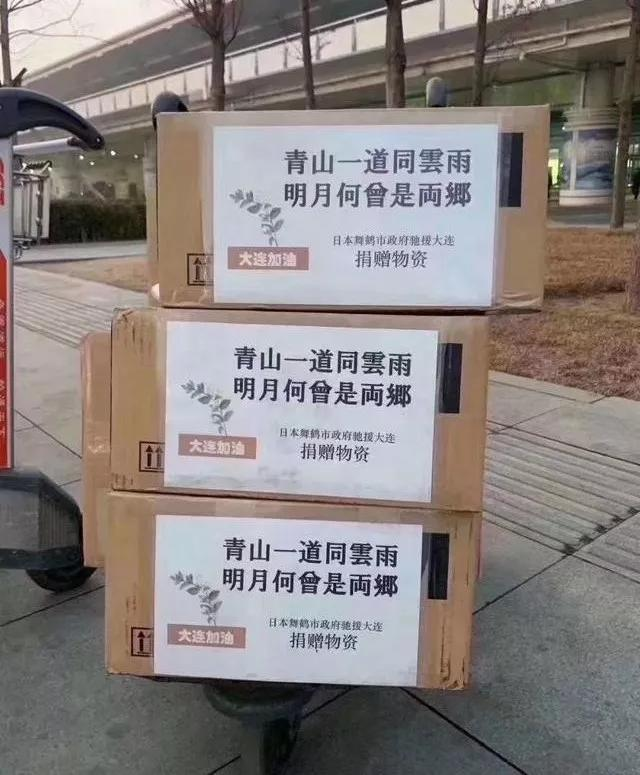 青山一道同雲雨
明月何曾是両鄉
日本舞鹤市政府驰援大连
大连加油
捐赠物资
青山一道同雲雨
明月何曾是両鄉
日本舞鹤市政府驰援大连
大连加油
捐赠物资
青山一道同雲雨
明月何曾是両鄉
日本舞鹤市政府驰援大连
大连加油
捐赠物资